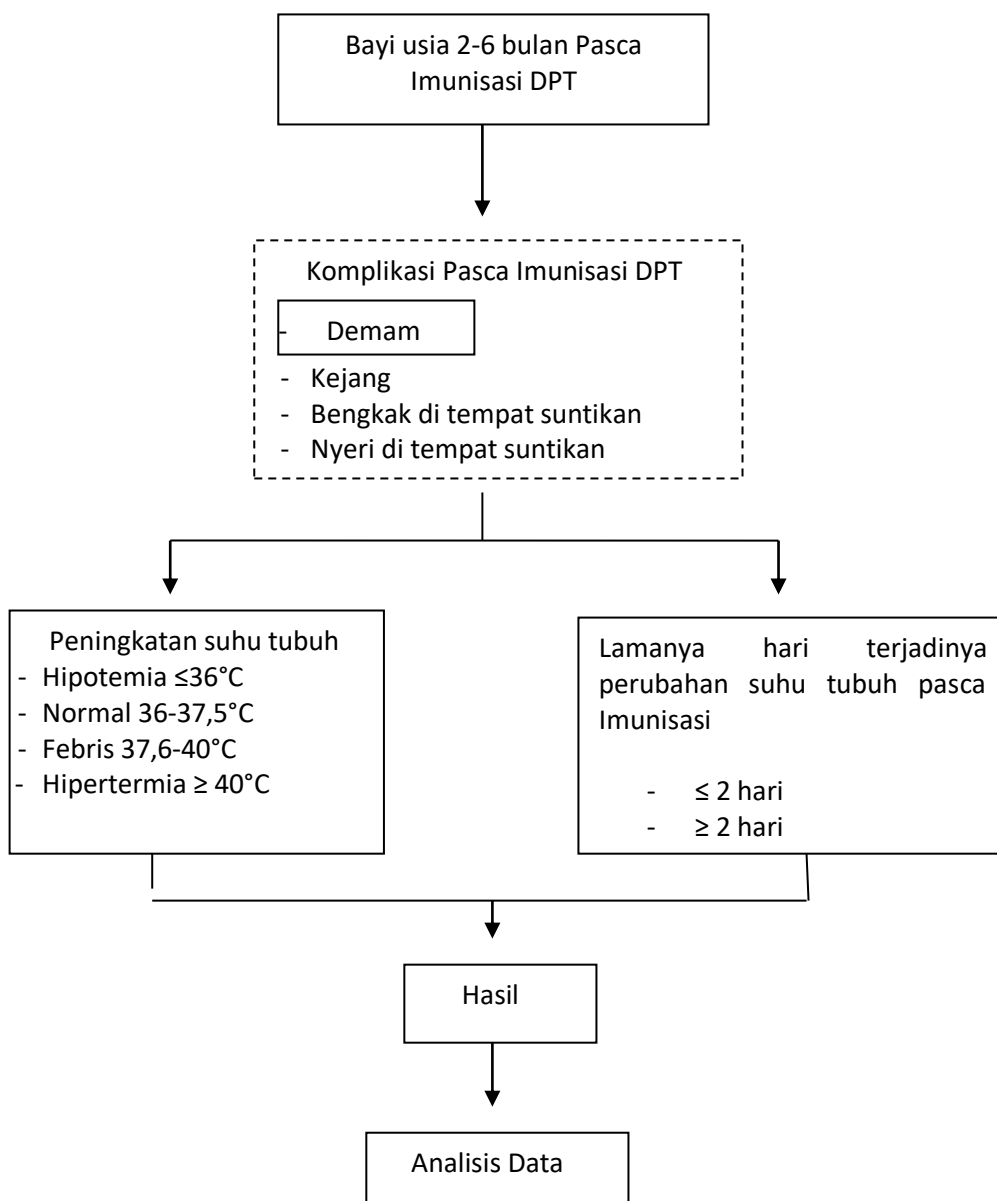 Bayi usia 2-6 bulan Pasca
Imunisasi DPT
Komplikasi Pasca Imunisasi DPT
- Demam
- Kejang
- Bengkak di tempat suntikan
- Nyeri di tempat suntikan
Peningkatan suhu tubuh
- Hipotemia ≤36°C
- Normal 36-37,5°C
- Febris 37,6-40°C
- Hipertermia ≥ 40°C
Lamanya hari terjadinya
perubahan suhu tubuh pasca
Imunisasi
- ≤ 2 hari
- ≥ 2 hari
Hasil
Analisis Data